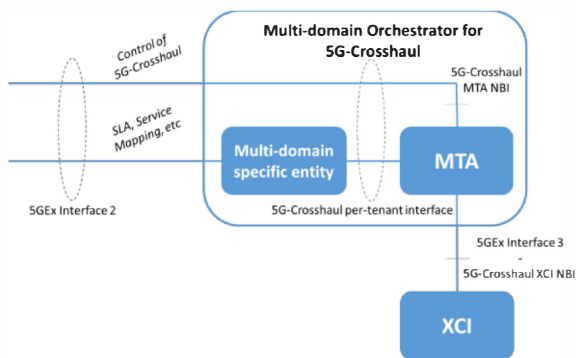 Multi-domain Orchestrator for
5G-Crosshaul
Control of
5G-Crosshaul
5G-Crosshaul
MTA NBI
SLA, Service
Mapping, etc
Multi-domain
specific entity
MTA
5GEx Interface 2
5G-Crosshaul per-tenant interface
5GEx Interface 3
-
5G-Crosshaul XCI NBI
XCI